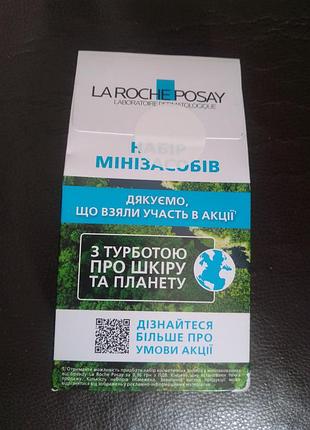 LA ROCHE POSAY
LABORATOIRE DERMATOLOGIQUE
НАБІР
МІНІЗАСОБІВ
ДЯКУЄМО,
ЩО ВЗЯЛИ УЧАСТЬ В АКЦІЇ
З ТУРБОТОЮ
ПРО ШКІРУ
ТА ПЛАНЕТУ
ДІЗНАЙТЕСЯ
БІЛЬШЕ ПРО
УМОВИ АКЦІЇ